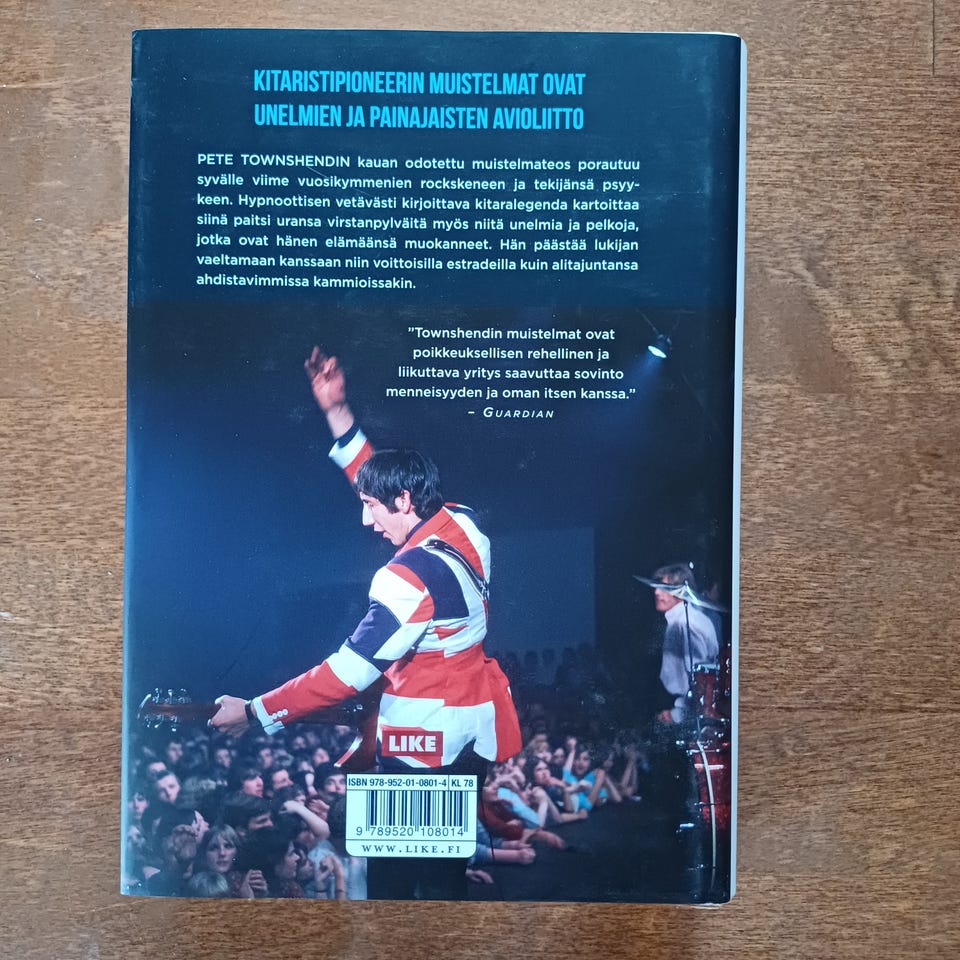 KITARISTIPIONEERIN MUISTELMAT OVAT
UNELMIEN JA PAINAJAISTEN AVIOLIITTO
PETE TOWNSHENDIN kauan odotettu muistelmateos porautuu
syvälle viime vuosikymmenien rockskeneen ja tekijänsä psyy-
keen. Hypnoottisen vetävästi kirjoittava kitaralegenda kartoittaa
siinä paitsi uransa virstanpylväitä myös niitä unelmia ja pelkoja,
jotka ovat hänen elämäänsä muokanneet. Hän päästää lukijan
vaeltamaan kanssaan niin voittoisilla estradeilla kuin alitajuntansa
ahdistavimmissa kammioissakin.
”Townshendin muistelmat ovat
poikkeuksellisen rehellinen ja
liikuttava yritys saavuttaa sovinto
menneisyyden ja oman itsen kanssa.”
– GUARDIAN
LIKE
ISBN 978-952-01-0801-4 KL 78
9 789520 108014
WWW.LIKE.FI